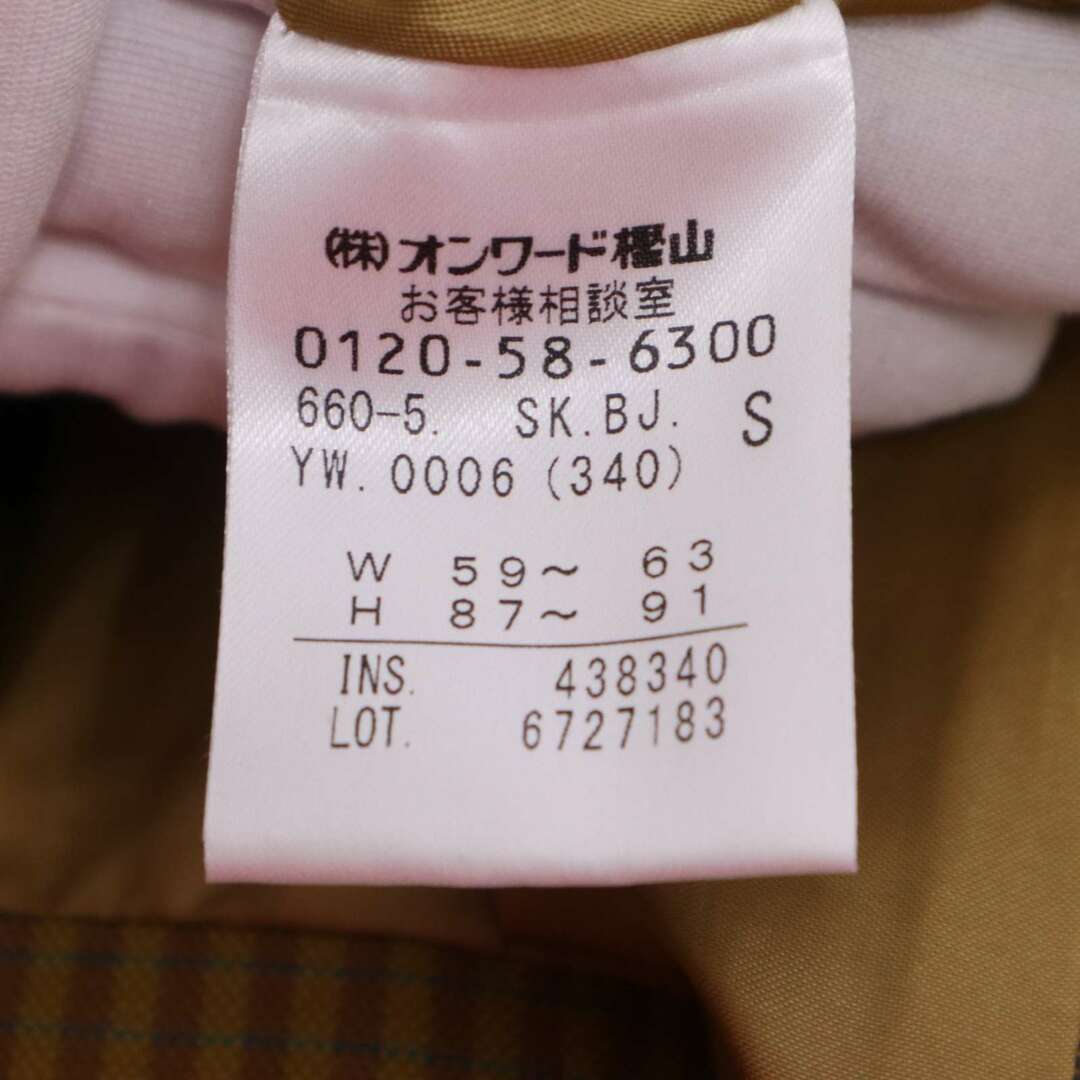 (株)オンワード樫山
お客様相談室
0120-58-6300
660-5. SK.BJ. S
YW. 0006 (340)
W 59～ 63
H 87～ 91
INS. 438340
LOT. 6727183